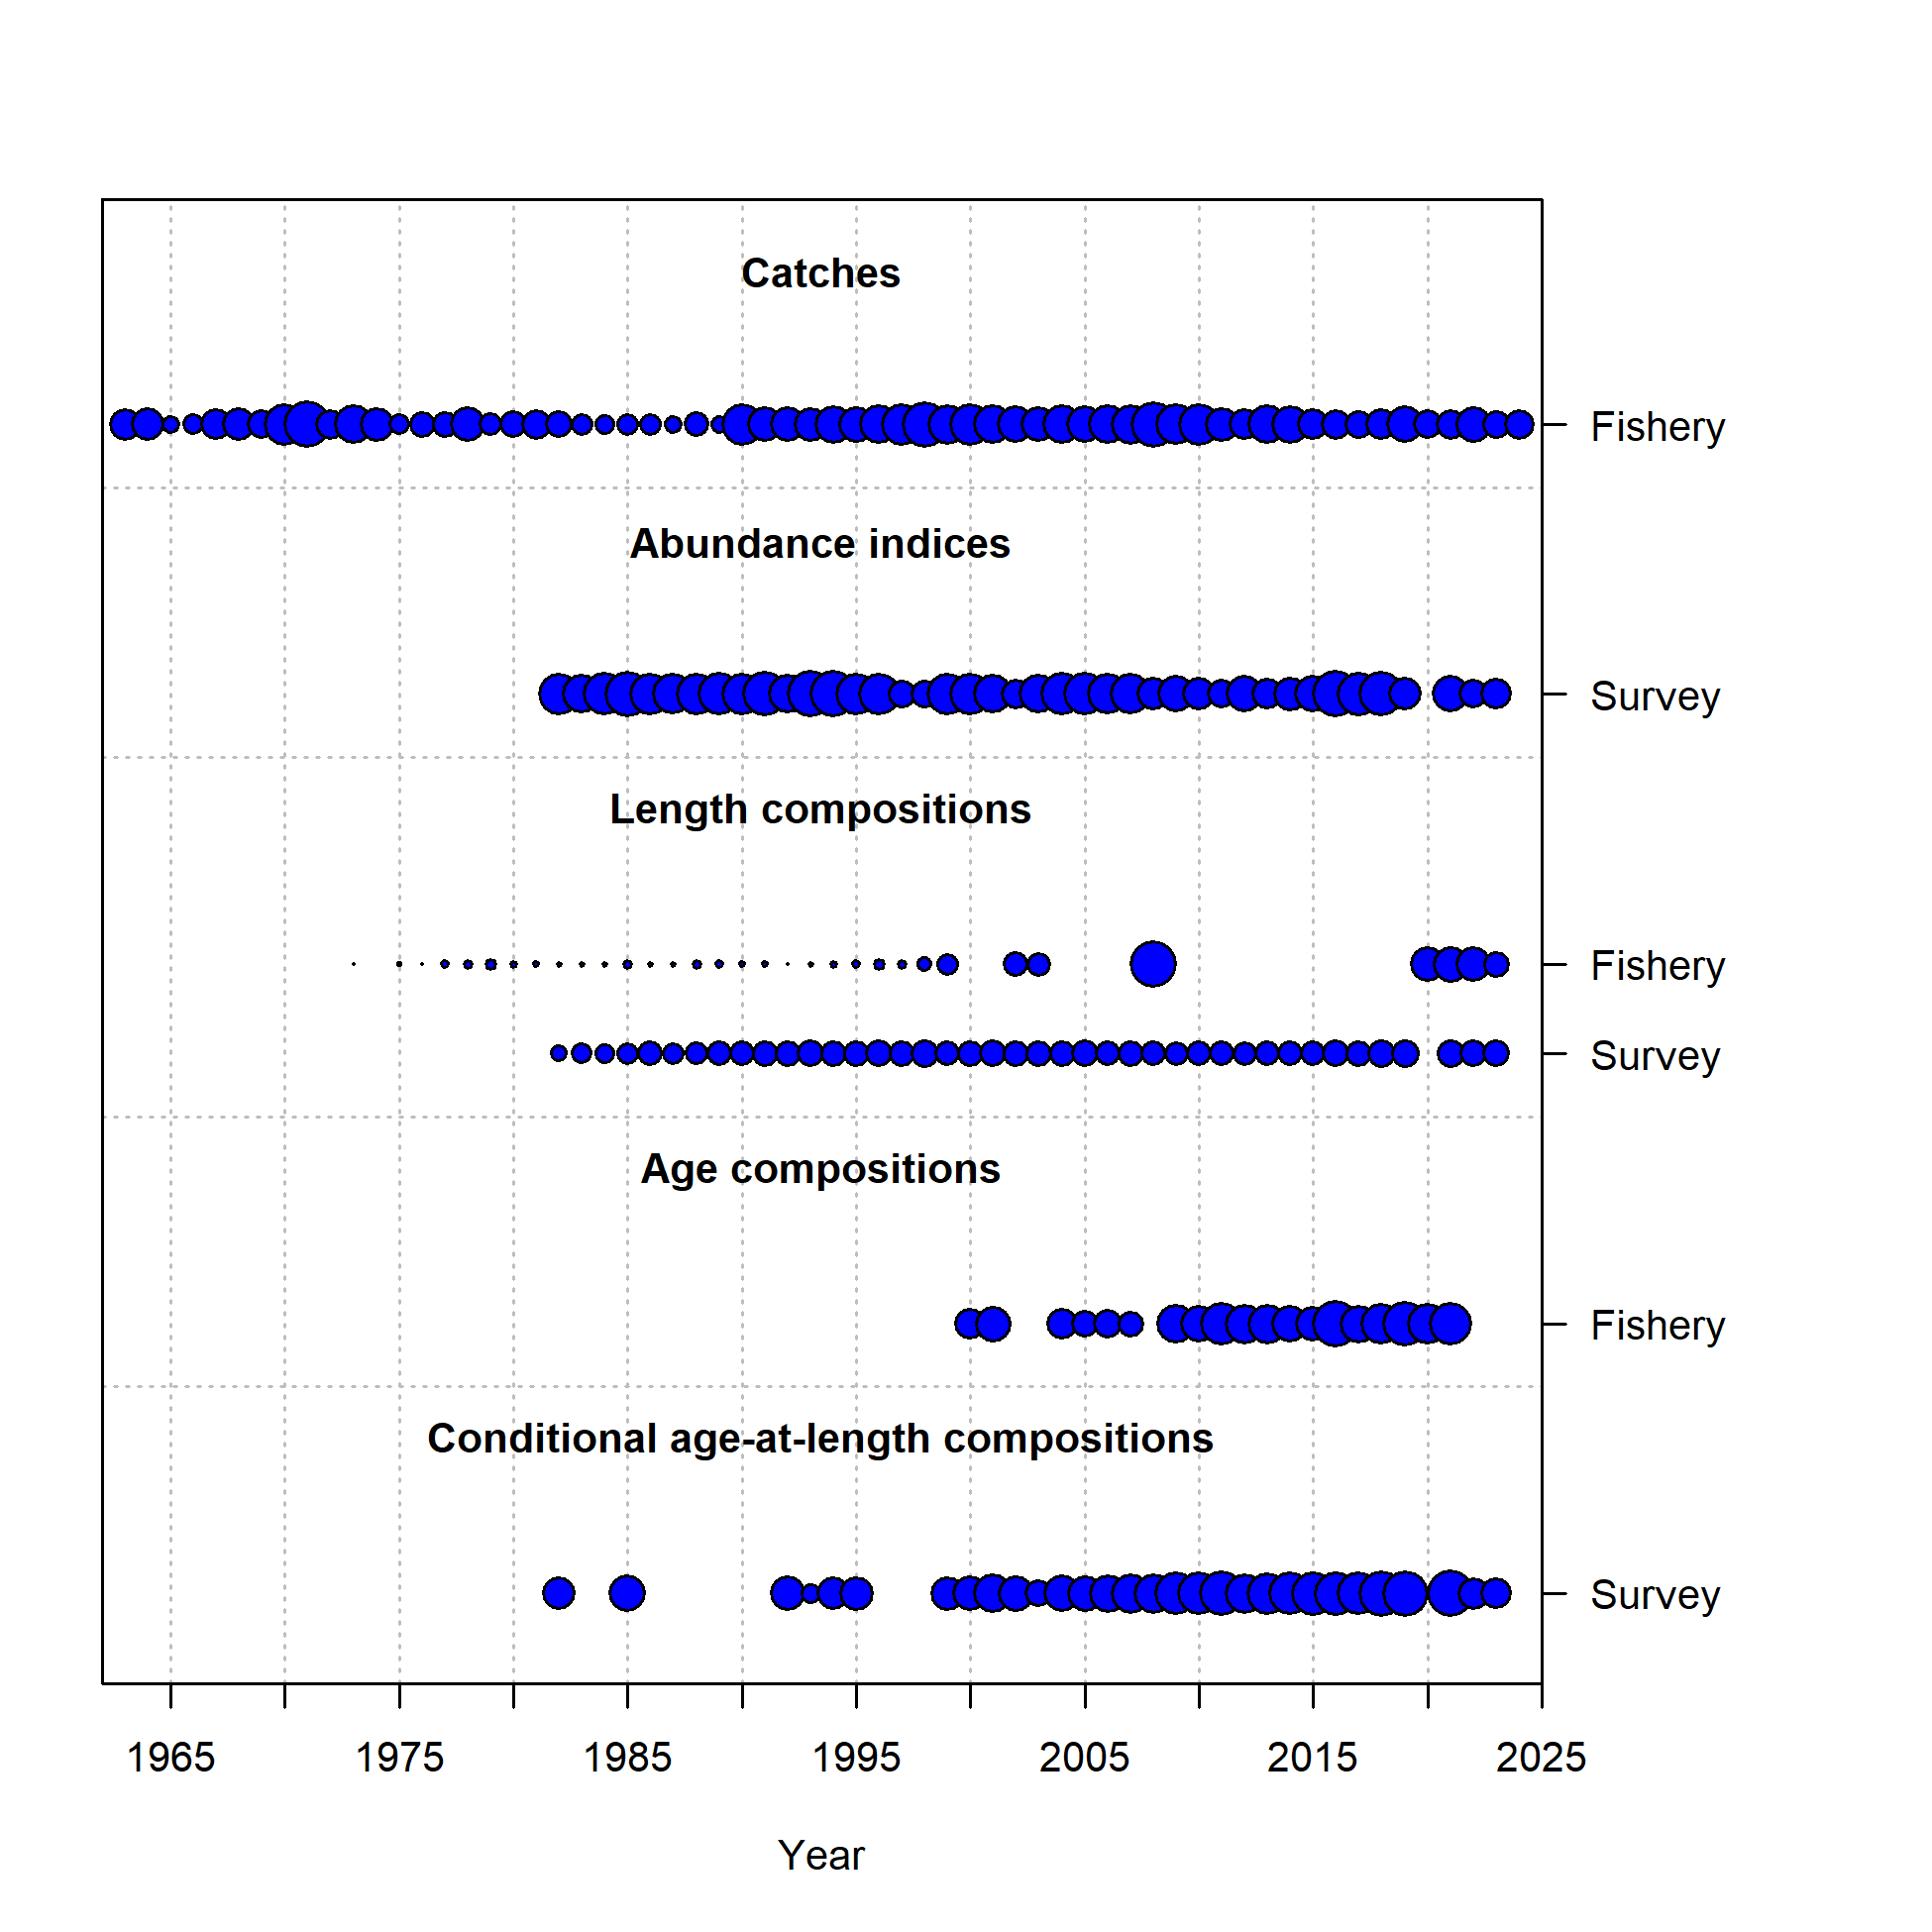 Catches
Fishery
Abundance indices
Survey
Length compositions
Fishery
Survey
Age compositions
Fishery
Conditional age-at-length compositions
Survey
1965 1975 1985 1995 2005 2015 2025
Year